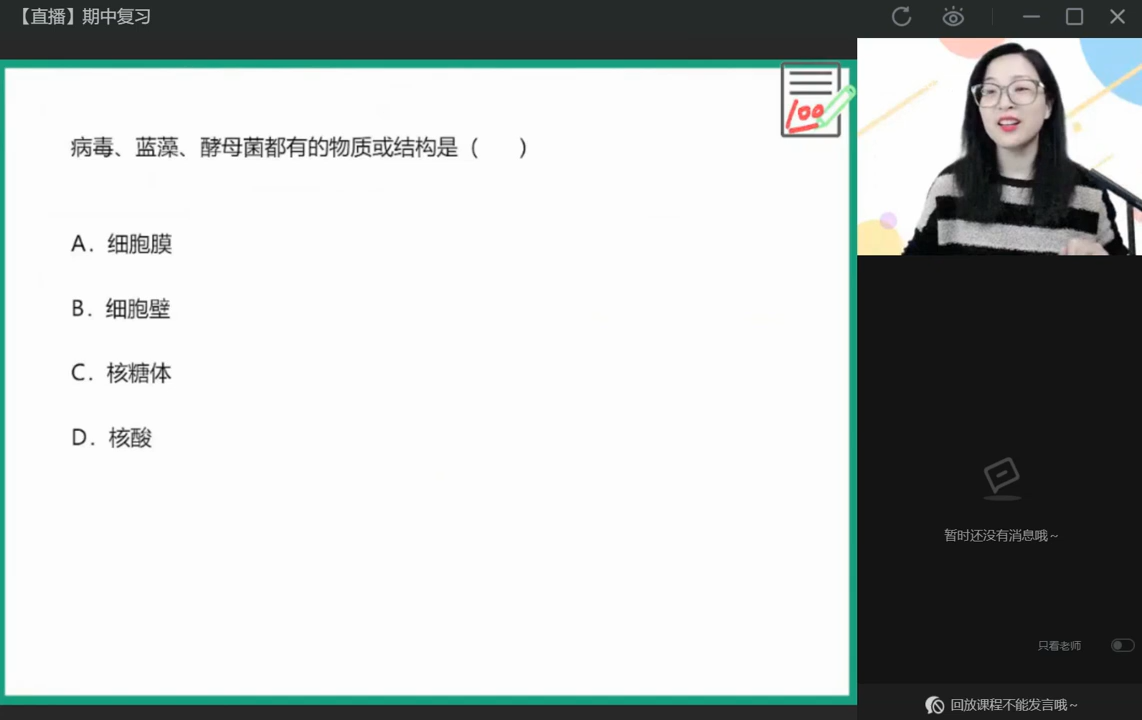 【直播】期中复习
100
病毒、蓝藻、酵母菌都有的物质或结构是（　　）
A．细胞膜
B．细胞壁
C．核糖体
D．核酸
暂时还没有消息哦～
只看老师
回放课程不能发言哦～